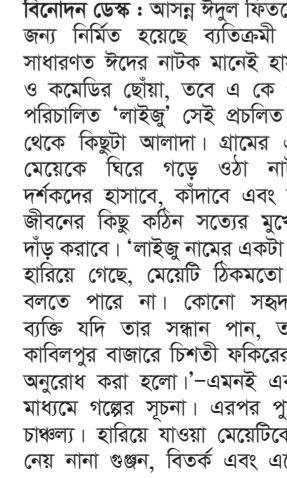 বিনোদন ডেস্ক : আসন্ন ঈদুল ফিতরে
জন্য নির্মিত হয়েছে ব্যতিক্রমী
সাধারণত ঈদের নাটক মানেই হা
ও কমেডির ছোঁয়া, তবে এ কে
পরিচালিত ‘লাইজু’ সেই প্রচলিত
থেকে কিছুটা আলাদা। গ্রামের
মেয়েকে ঘিরে গড়ে ওঠা না
দর্শকদের হাসাবে, কাঁদাবে এবং
জীবনের কিছু কঠিন সত্যের মুখে
দাঁড় করাবে। ‘লাইজু নামের একটা
হারিয়ে গেছে, মেয়েটি ঠিকমতো
বলতে পারে না। কোনো সহৃদ
ব্যক্তি যদি তার সন্ধান পান, ত
কাবিলপুর বাজারে চিশতী ফকিরের
অনুরোধ করা হলো।’–এমনই এ
মাধ্যমে গল্পের সূচনা। এরপর পু
চাঞ্চল্য। হারিয়ে যাওয়া মেয়েটিকে
নেয় নানা গুঞ্জন, বিতর্ক এবং এ